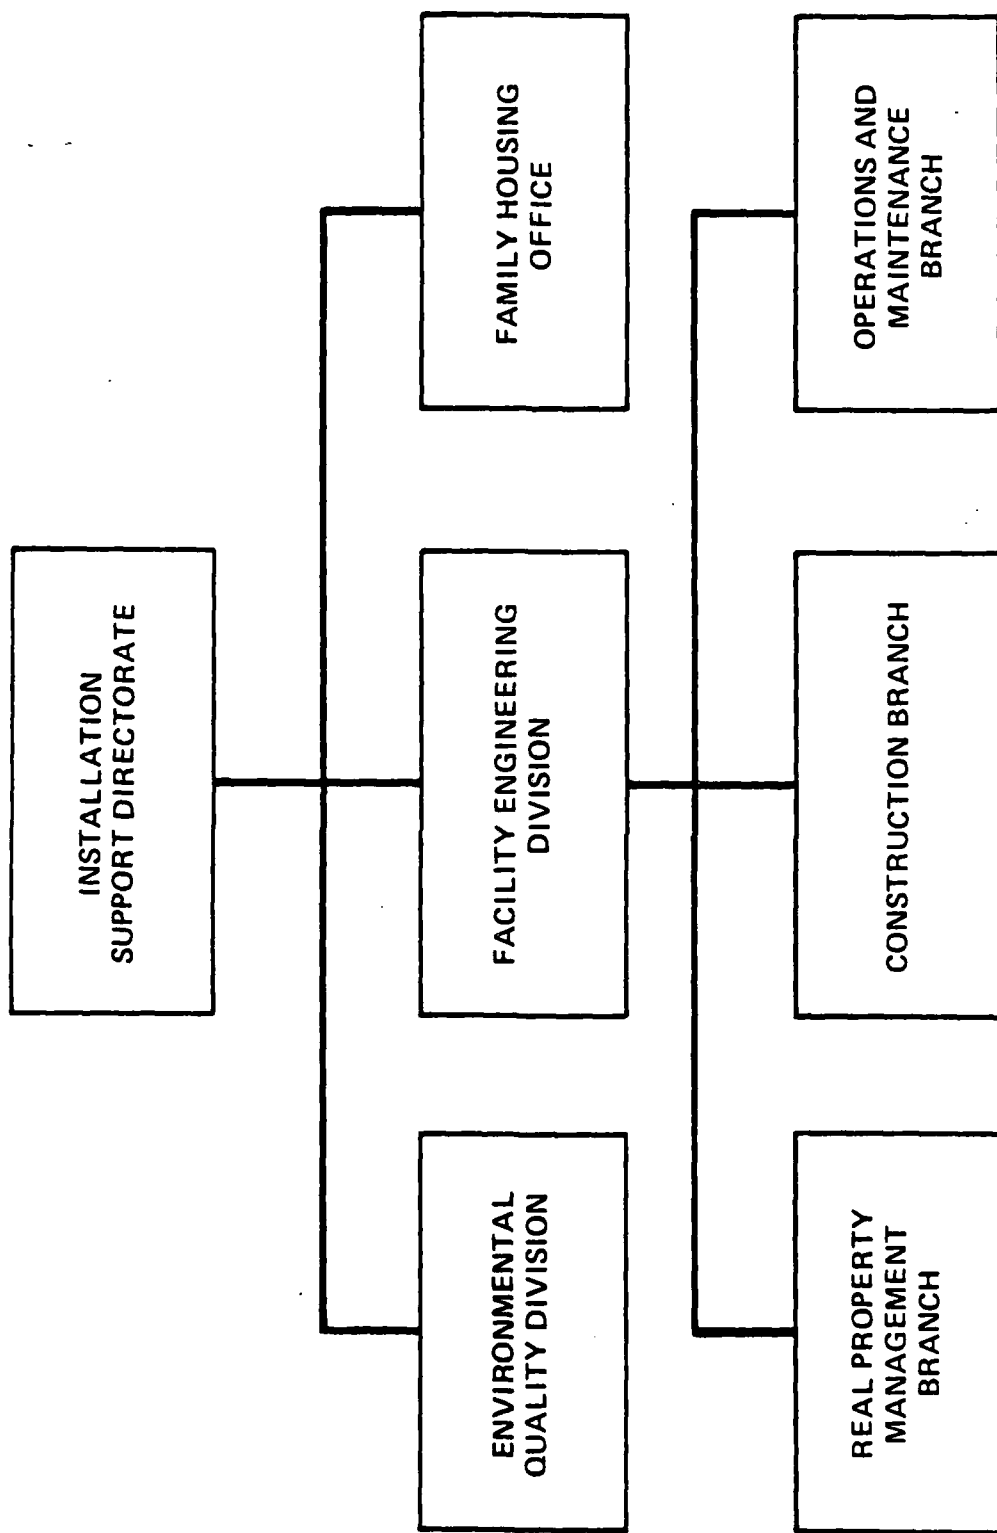 INSTALLATION
SUPPORT DIRECTORATE
ENVIRONMENTAL
QUALITY DIVISION
FACILITY ENGINEERING
DIVISION
FAMILY HOUSING
OFFICE
REAL PROPERTY
MANAGEMENT
BRANCH
CONSTRUCTION BRANCH
OPERATIONS AND
MAINTENANCE
BRANCH